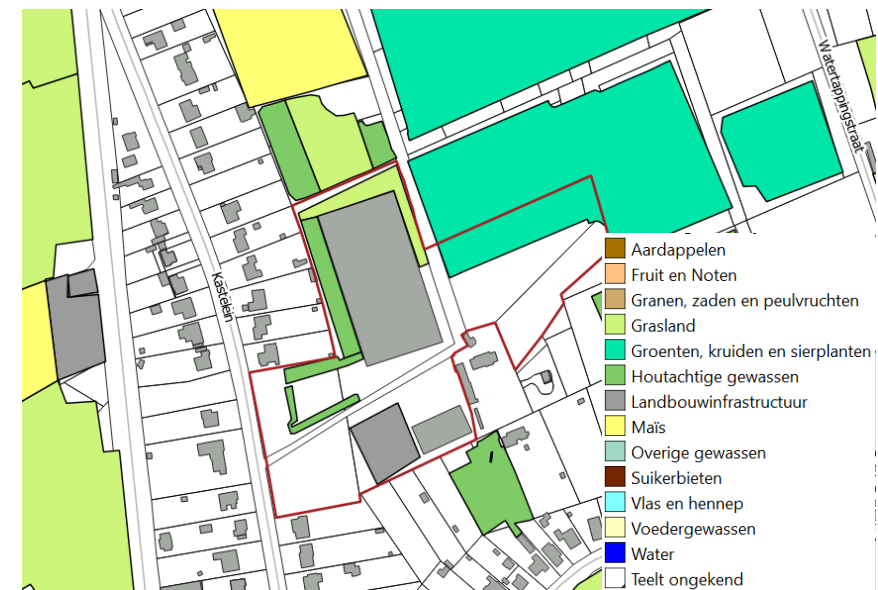 Watertappingstraat
Kastelein
Aardappelen
Fruit en Noten
Granen, zaden en peulvruchten
Grasland
Groenten, kruiden en sierplanten
Houtachtige gewassen
Landbouwinfrastructuur
Maïs
Overige gewassen
Suikerbieten
Vlas en hennep
Voedergewassen
Water
Teelt ongekend